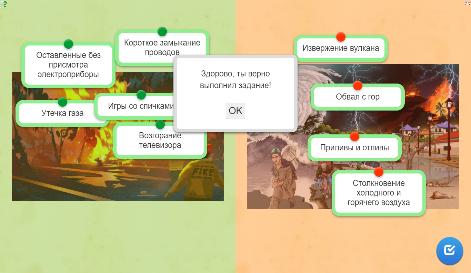 Оставленные без
присмотра
электроприборы
Короткое замыкание
проводов
Утечка газа
Игры со спичками
Возгорание
телевизора
Здорово, ты верно
выполнил задание!
OK
Извержение вулкана
Обвал с гор
Приливы и отливы
Столкновение
холодного и
горячего воздуха
FIRE